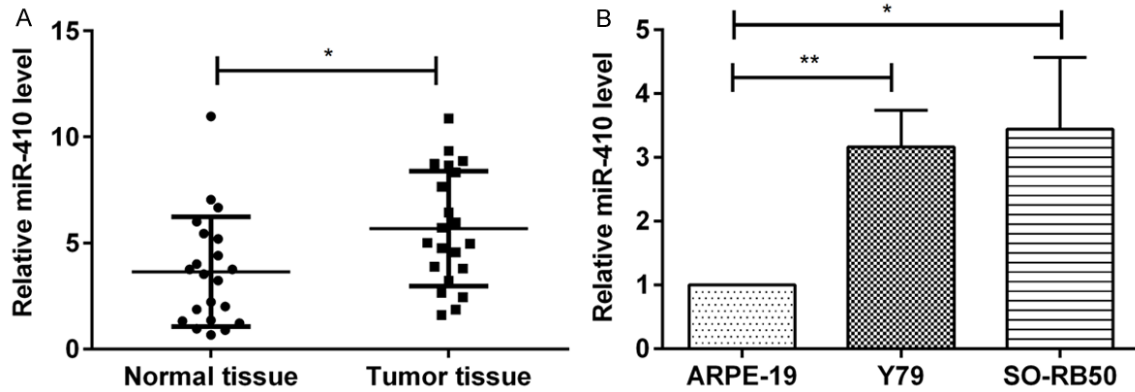 A
Relative miR-410 level
15
10
5
0
*
Normal tissue
Tumor tissue
B
Relative miR-410 level
5
4
3
2
1
0
*
**
ARPE-19
Y79
SO-RB50